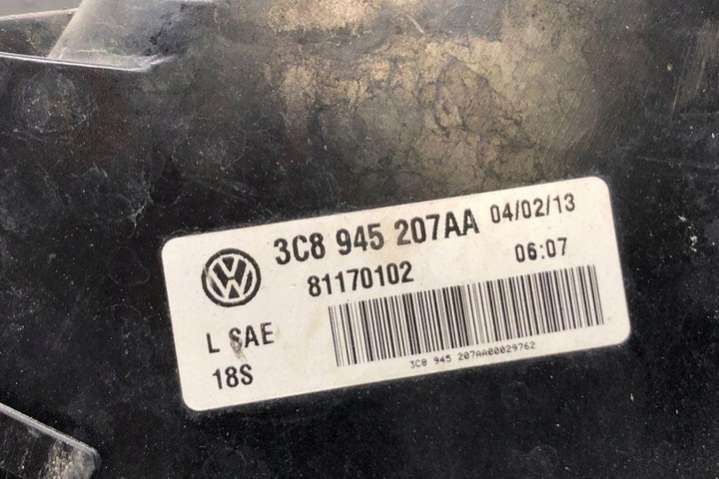 3C8 945 207AA 04/02/13
81170102 06:07
L SAE
18S
3C8 945 207AA00029762